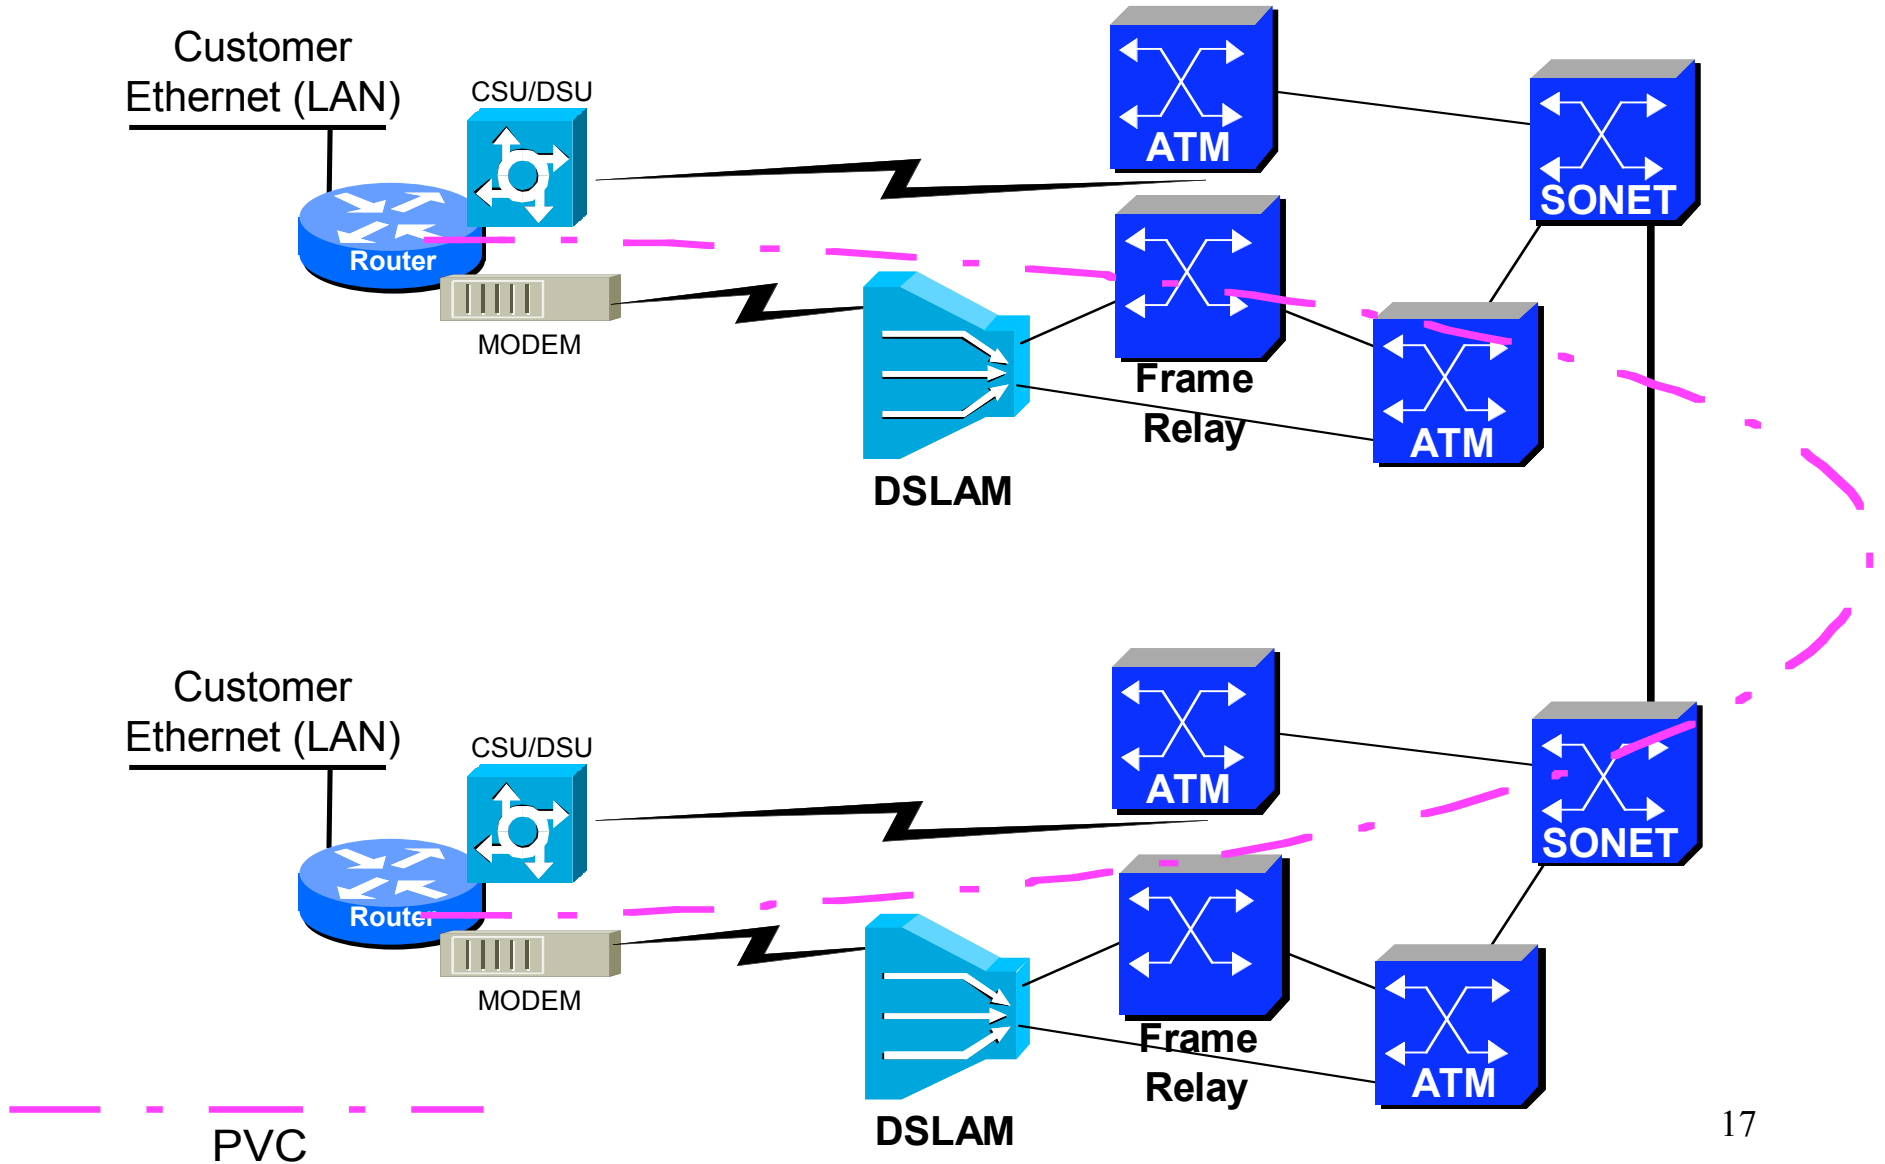 Customer
Ethernet (LAN)
CSU/DSU
ATM
SONET
Router
MODEM
Frame
Relay
ATM
DSLAM
Customer
Ethernet (LAN)
CSU/DSU
ATM
SONET
Router
MODEM
Frame
Relay
ATM
DSLAM
PVC
17